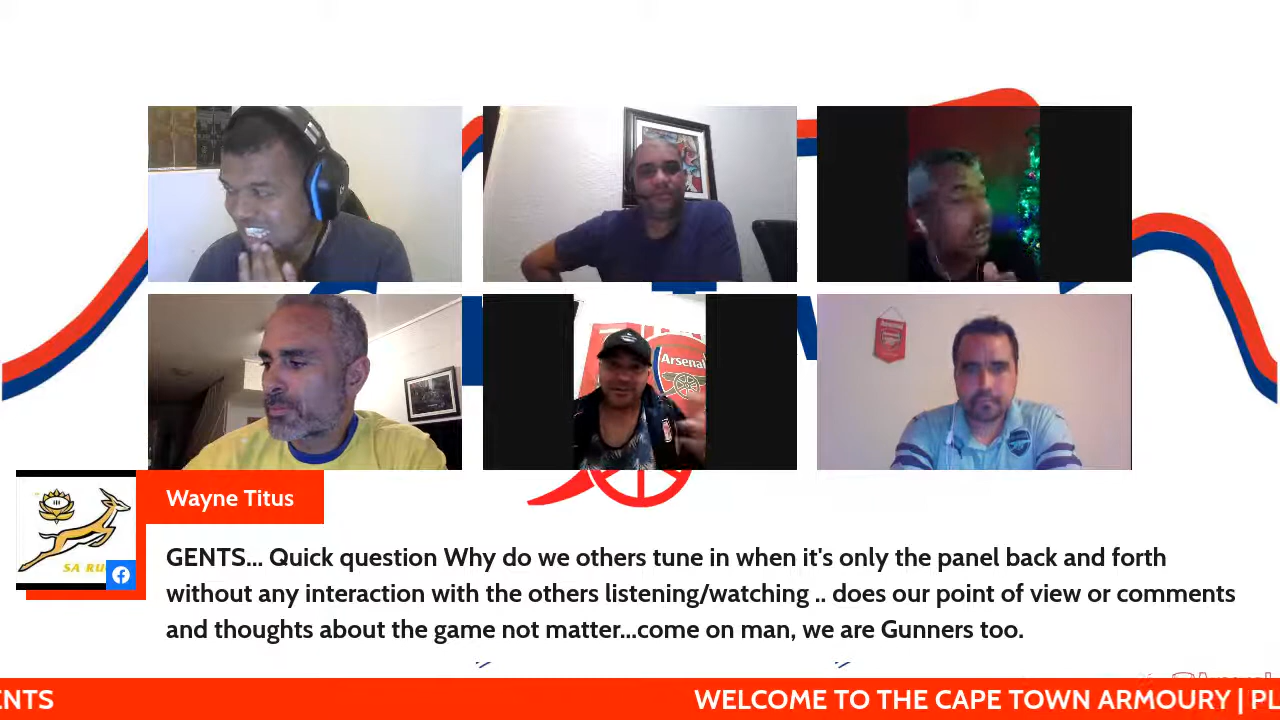 Arsenal
Arsenal
SA RU
Wayne Titus
GENTS... Quick question Why do we others tune in when it's only the panel back and forth
without any interaction with the others listening/watching .. does our point of view or comments
and thoughts about the game not matter...come on man, we are Gunners too.
ENTS
WELCOME TO THE CAPE TOWN ARMOURY | PL